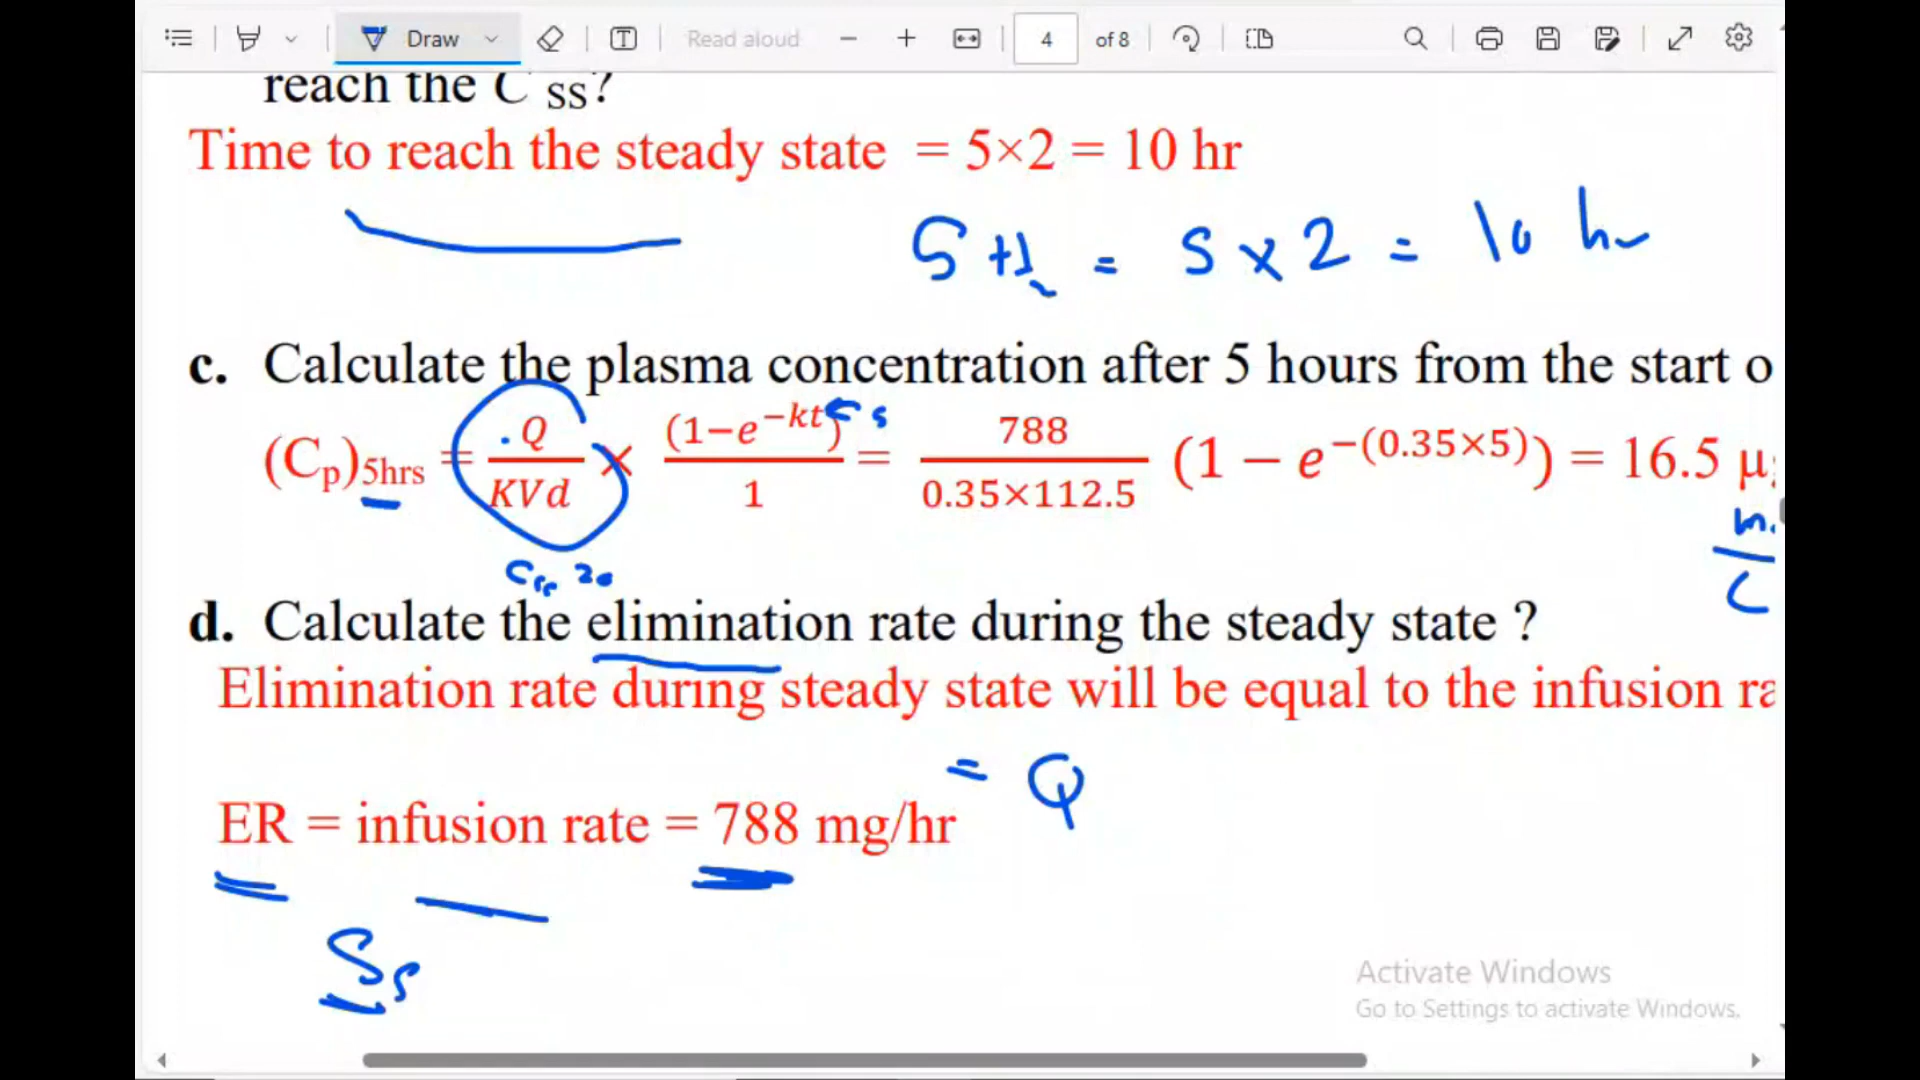 Draw
Read aloud
4 of 8
reach the C ss?
Time to reach the steady state = 5×2 = 10 hr
= 5 × 2 = 10 hr
c. Calculate the plasma concentration after 5 hours from the start o
(Cp)5hrs = Q/KVd × (1−e^−kt)/1 = 788/0.35×112.5 (1 − e^−(0.35×5)) = 16.5 µ
5
Css 20
d. Calculate the elimination rate during the steady state ?
Elimination rate during steady state will be equal to the infusion ra
= Q
ER = infusion rate = 788 mg/hr
Ss
Activate Windows
Go to Settings to activate Windows.